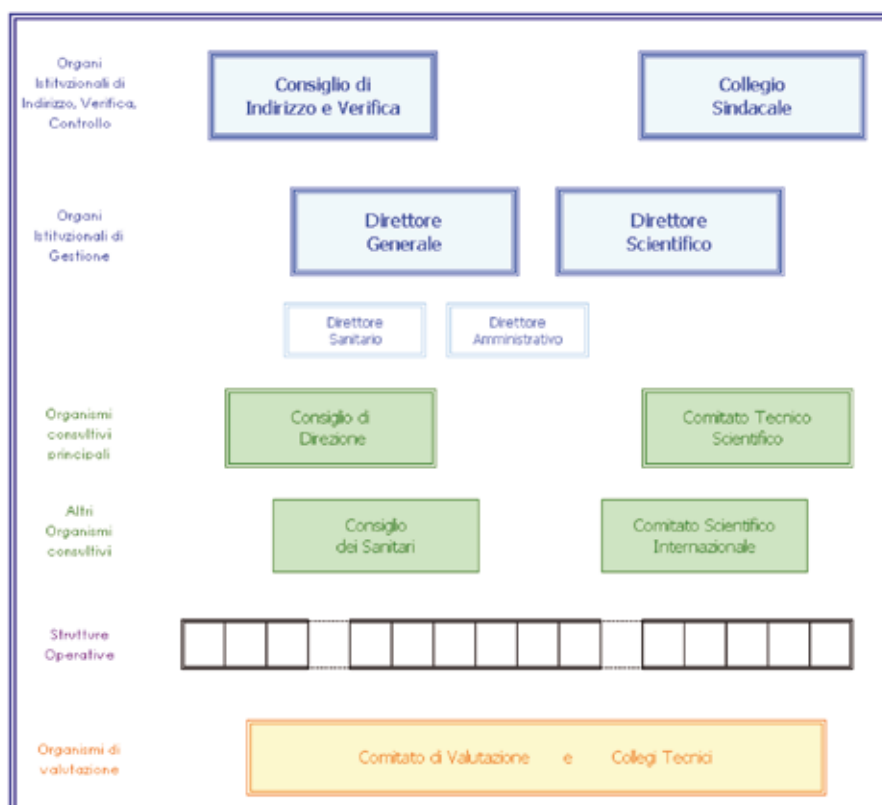 Organi
Istituzionali di
Indirizzo, Verifica,
Controllo
Consiglio di
Indirizzo e Verifica
Collegio
Sindacale
Organi
Istituzionali di
Gestione
Direttore
Generale
Direttore
Scientifico
Direttore
Sanitario
Direttore
Amministrativo
Organismi
consultivi
principali
Consiglio di
Direzione
Comitato Tecnico
Scientifico
Altri
Organismi
consultivi
Consiglio
dei Sanitari
Comitato Scientifico
Internazionale
Strutture
Operative
Organismi di
valutazione
Comitato di Valutazione e Collegi Tecnici